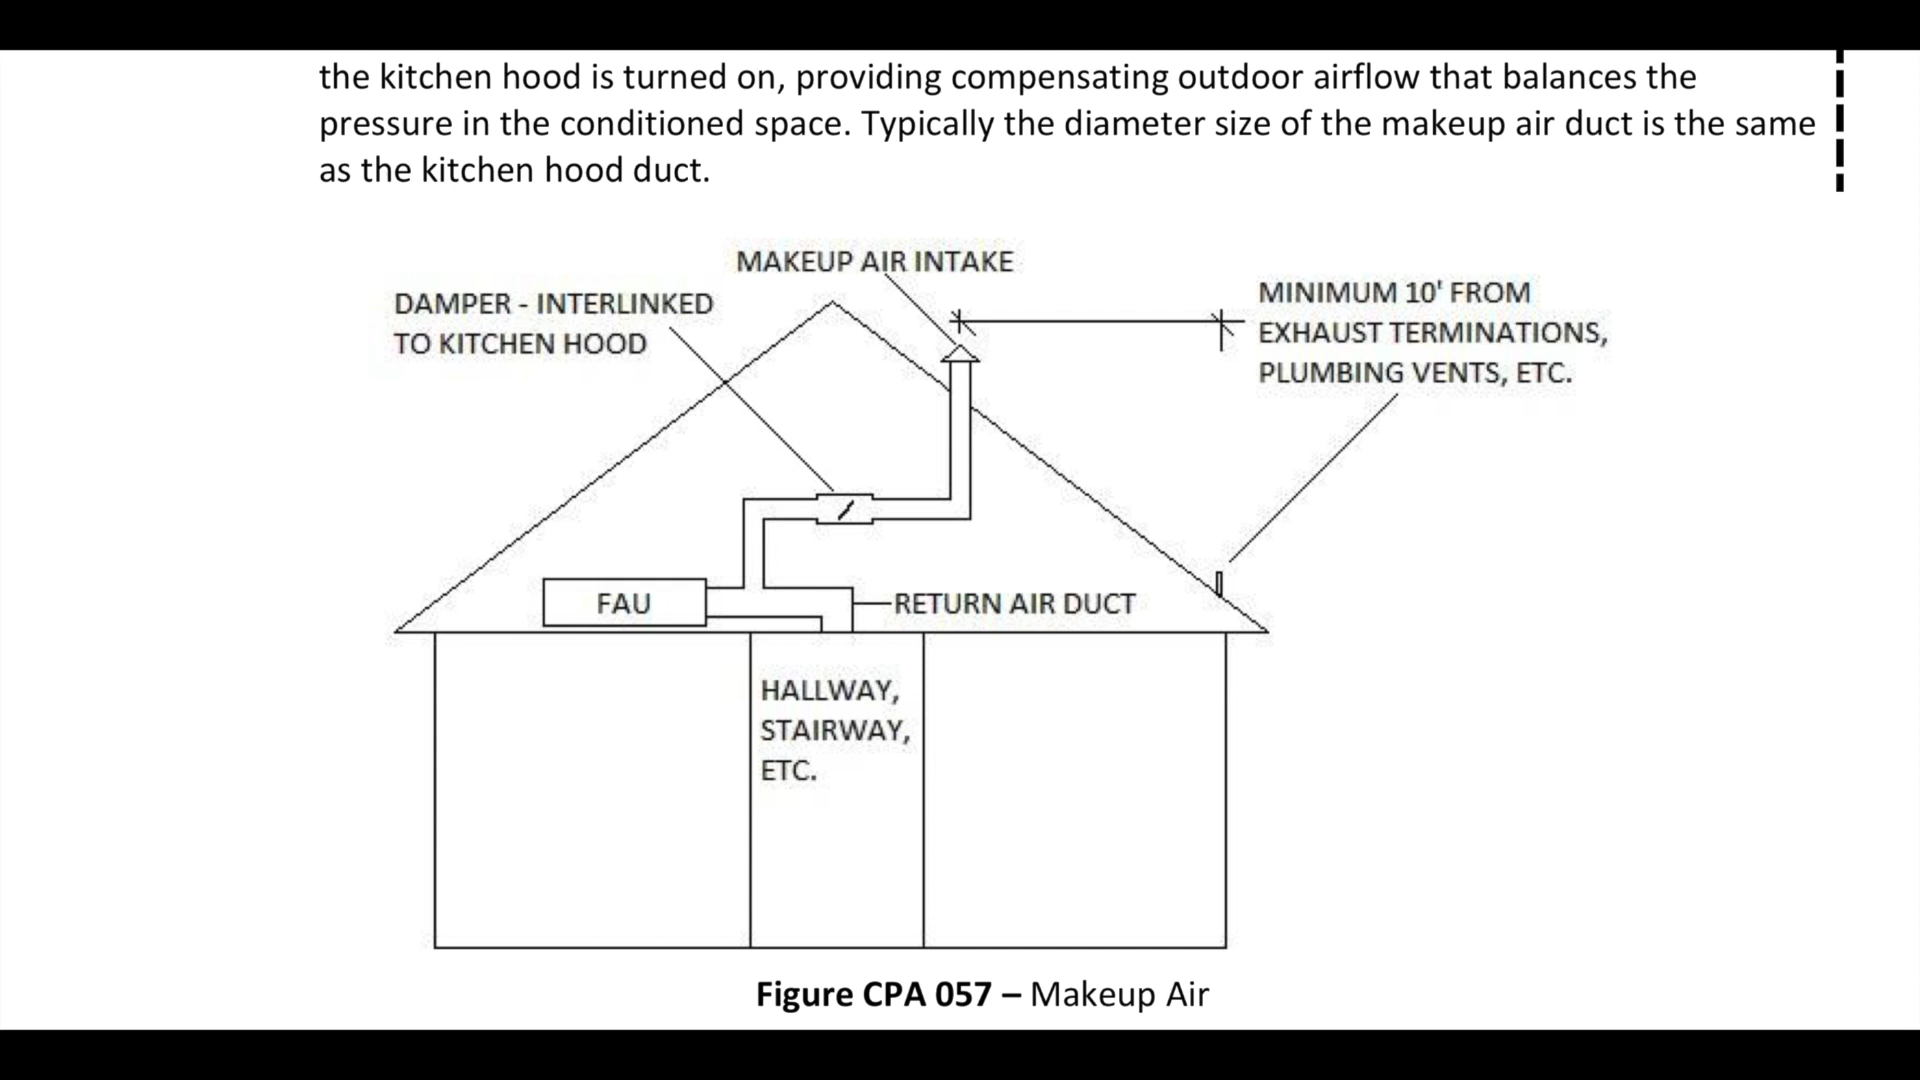 the kitchen hood is turned on, providing compensating outdoor airflow that balances the
pressure in the conditioned space. Typically the diameter size of the makeup air duct is the same
as the kitchen hood duct.
MAKEUP AIR INTAKE
DAMPER - INTERLINKED
TO KITCHEN HOOD
MINIMUM 10' FROM
EXHAUST TERMINATIONS,
PLUMBING VENTS, ETC.
FAU
RETURN AIR DUCT
HALLWAY,
STAIRWAY,
ETC.
Figure CPA 057 – Makeup Air